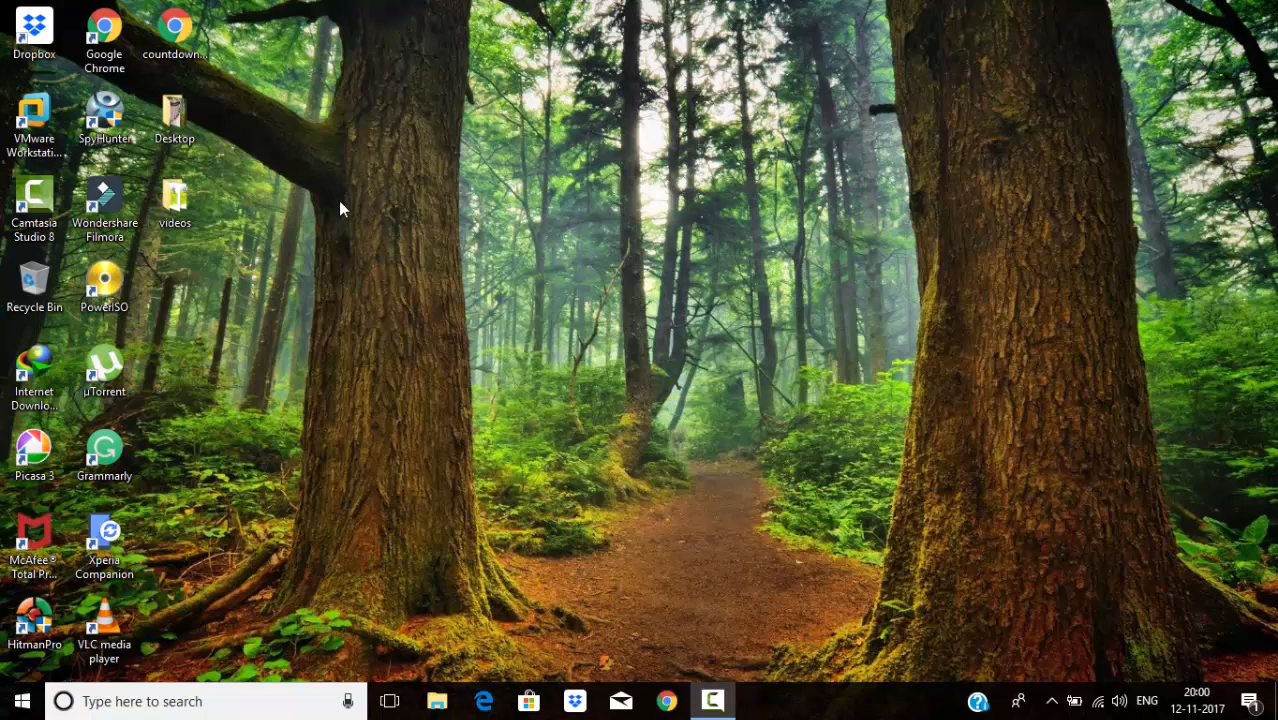 Dropbox
Google
Chrome
countdown...
VMware
Workstati...
SpyHunter
Desktop
Camtasia
Studio 8
Wondershare
Filmora
videos
Recycle Bin
PowerISO
Internet
Downlo...
µTorrent
Picasa 3
Grammarly
McAfee®
Total Pr...
Xperia
Companion
HitmanPro
VLC media
player
Type here to search
ENG
20:00
12-11-2017
1